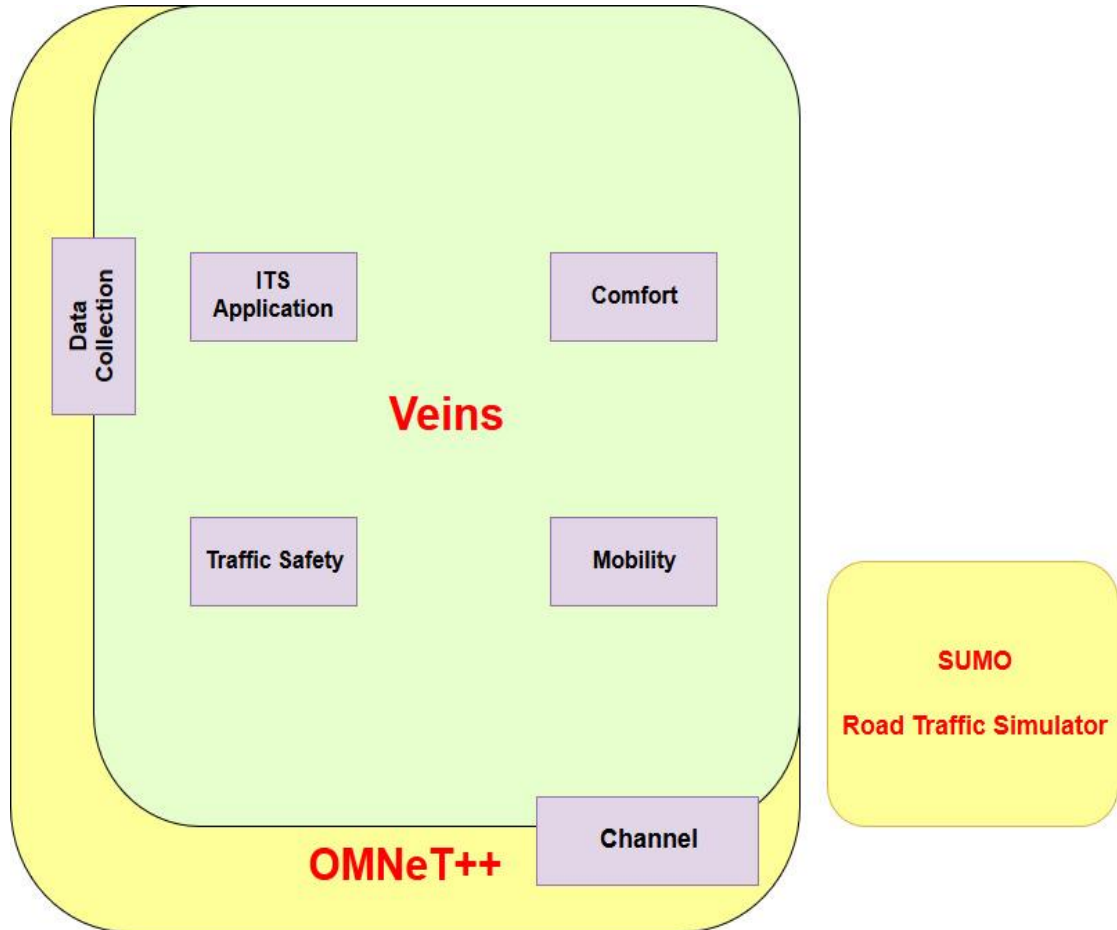 Data
Collection
ITS
Application
Comfort
Veins
Traffic Safety
Mobility
SUMO
Road Traffic Simulator
Channel
OMNeT++